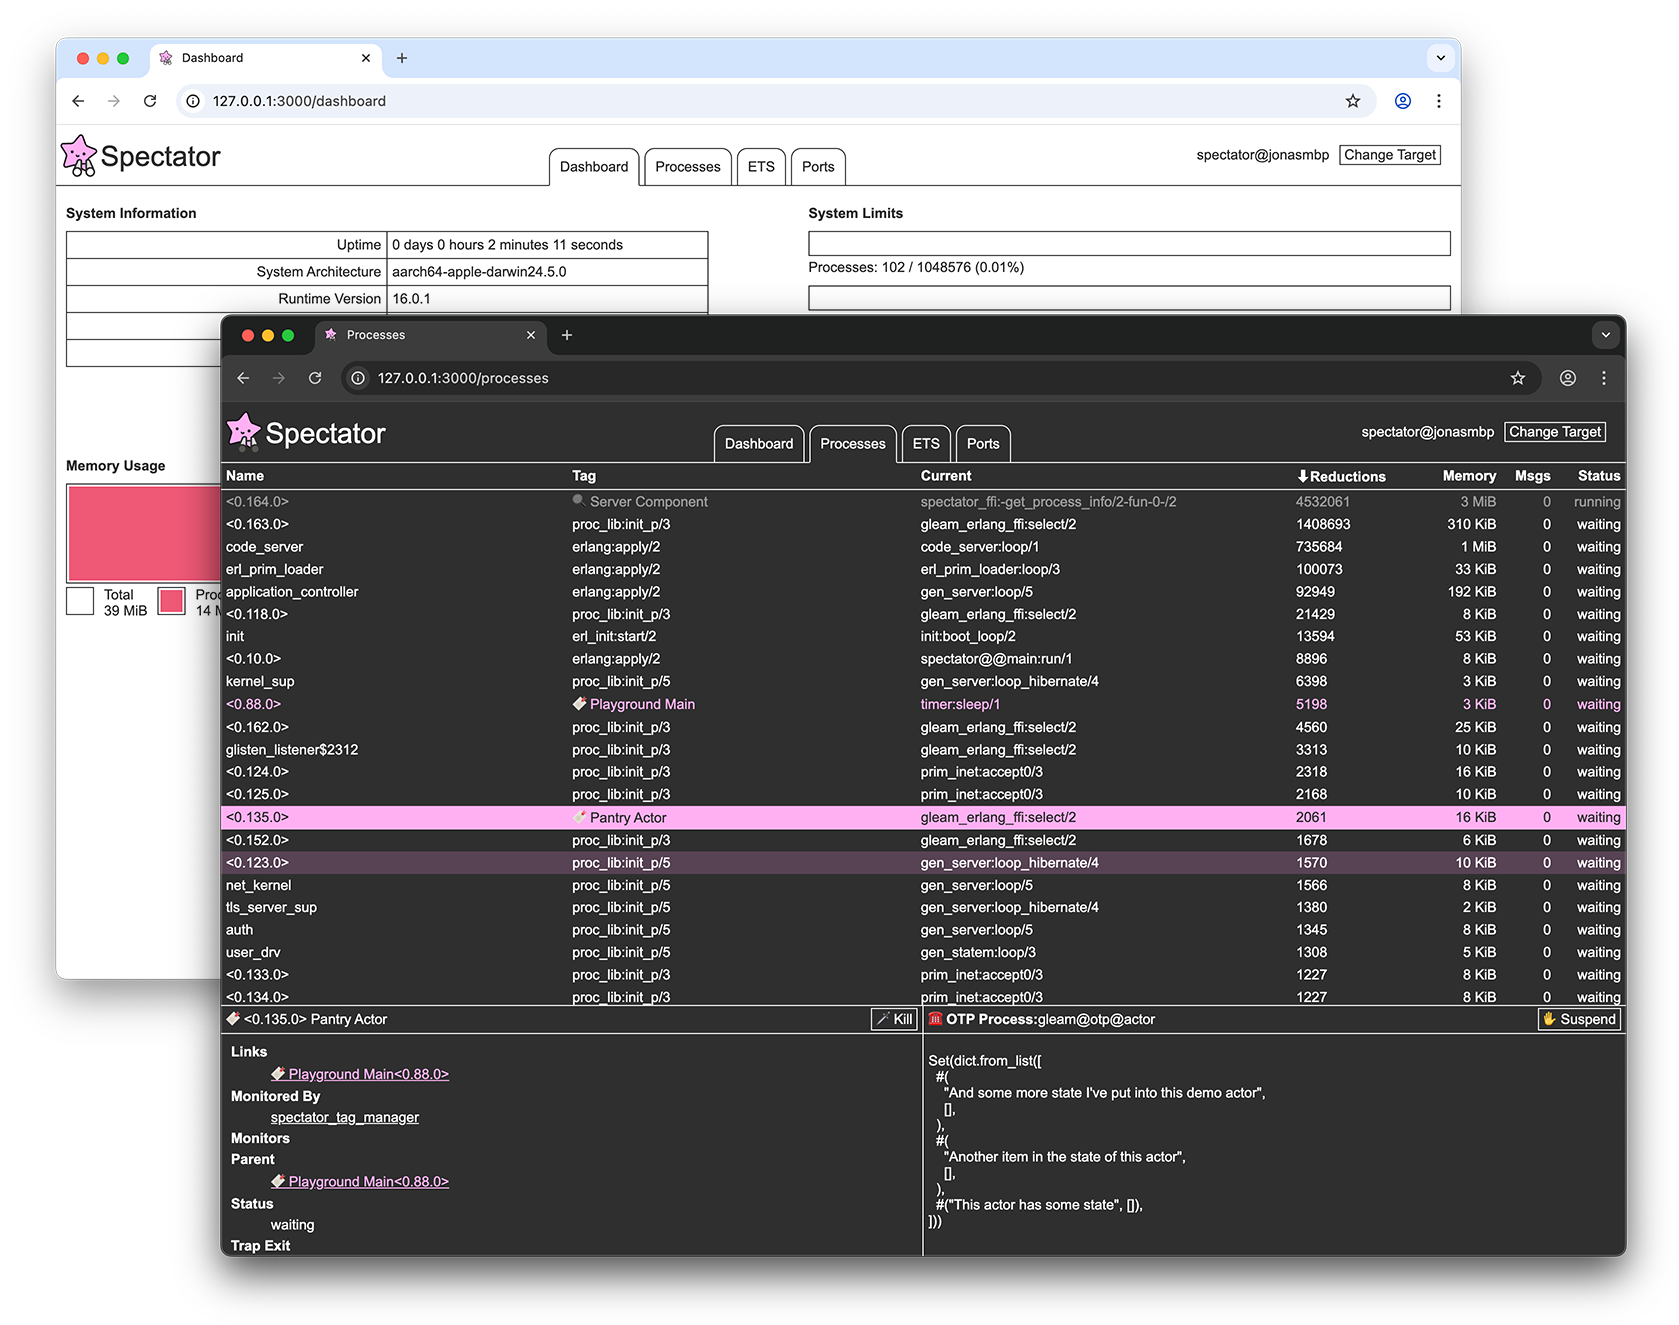 Dashboard
127.0.0.1:3000/dashboard
Spectator
Dashboard Processes ETS Ports
spectator@jonasmbp Change Target
System Information
Uptime 0 days 0 hours 2 minutes 11 seconds
System Architecture aarch64-apple-darwin24.5.0
Runtime Version 16.0.1
System Limits
Processes: 102 / 1048576 (0.01%)
Memory Usage
Total
39 MiB
14
Processes
127.0.0.1:3000/processes
Spectator
Dashboard Processes ETS Ports
spectator@jonasmbp Change Target
Name Tag Current Reductions Memory Msgs Status
<0.164.0> Server Component spectator_ffi:-get_process_info/2-fun-0-/2 4532061 3 MiB 0 running
<0.163.0> proc_lib:init_p/3 gleam_erlang_ffi:select/2 1408693 310 KiB 0 waiting
code_server erlang:apply/2 code_server:loop/1 735684 1 MiB 0 waiting
erl_prim_loader erlang:apply/2 erl_prim_loader:loop/3 100073 33 KiB 0 waiting
application_controller erlang:apply/2 gen_server:loop/5 92949 192 KiB 0 waiting
<0.118.0> proc_lib:init_p/3 gleam_erlang_ffi:select/2 21429 8 KiB 0 waiting
init erl_init:start/2 init:boot_loop/2 13594 53 KiB 0 waiting
<0.10.0> erlang:apply/2 spectator@@main:run/1 8896 8 KiB 0 waiting
kernel_sup proc_lib:init_p/5 gen_server:loop_hibernate/4 6398 3 KiB 0 waiting
<0.88.0> Playground Main timer:sleep/1 5198 3 KiB 0 waiting
<0.162.0> proc_lib:init_p/3 gleam_erlang_ffi:select/2 4560 25 KiB 0 waiting
glisten_listener$2312 proc_lib:init_p/3 gleam_erlang_ffi:select/2 3313 10 KiB 0 waiting
<0.124.0> proc_lib:init_p/3 prim_inet:accept0/3 2318 16 KiB 0 waiting
<0.125.0> proc_lib:init_p/3 prim_inet:accept0/3 2168 10 KiB 0 waiting
<0.135.0> Pantry Actor gleam_erlang_ffi:select/2 2061 16 KiB 0 waiting
<0.152.0> proc_lib:init_p/3 gleam_erlang_ffi:select/2 1678 6 KiB 0 waiting
<0.123.0> proc_lib:init_p/5 gen_server:loop_hibernate/4 1570 10 KiB 0 waiting
net_kernel proc_lib:init_p/5 gen_server:loop/5 1566 8 KiB 0 waiting
tls_server_sup proc_lib:init_p/5 gen_server:loop_hibernate/4 1380 2 KiB 0 waiting
auth proc_lib:init_p/5 gen_server:loop/5 1345 8 KiB 0 waiting
user_drv proc_lib:init_p/5 gen_statem:loop/3 1308 5 KiB 0 waiting
<0.133.0> proc_lib:init_p/3 prim_inet:accept0/3 1227 8 KiB 0 waiting
<0.134.0> proc_lib:init_p/3 prim_inet:accept0/3 1227 8 KiB 0 waiting
<0.135.0> Pantry Actor Kill
Links
Playground Main<0.88.0>
Monitored By
spectator_tag_manager
Monitors
Parent
Playground Main<0.88.0>
Status
waiting
Trap Exit
OTP Process:gleam@otp@actor Suspend
Set(dict.from_list([
#(
"And some more state I've put into this demo actor",
[],
),
#(
"Another item in the state of this actor",
[],
),
#("This actor has some state", []),
]))